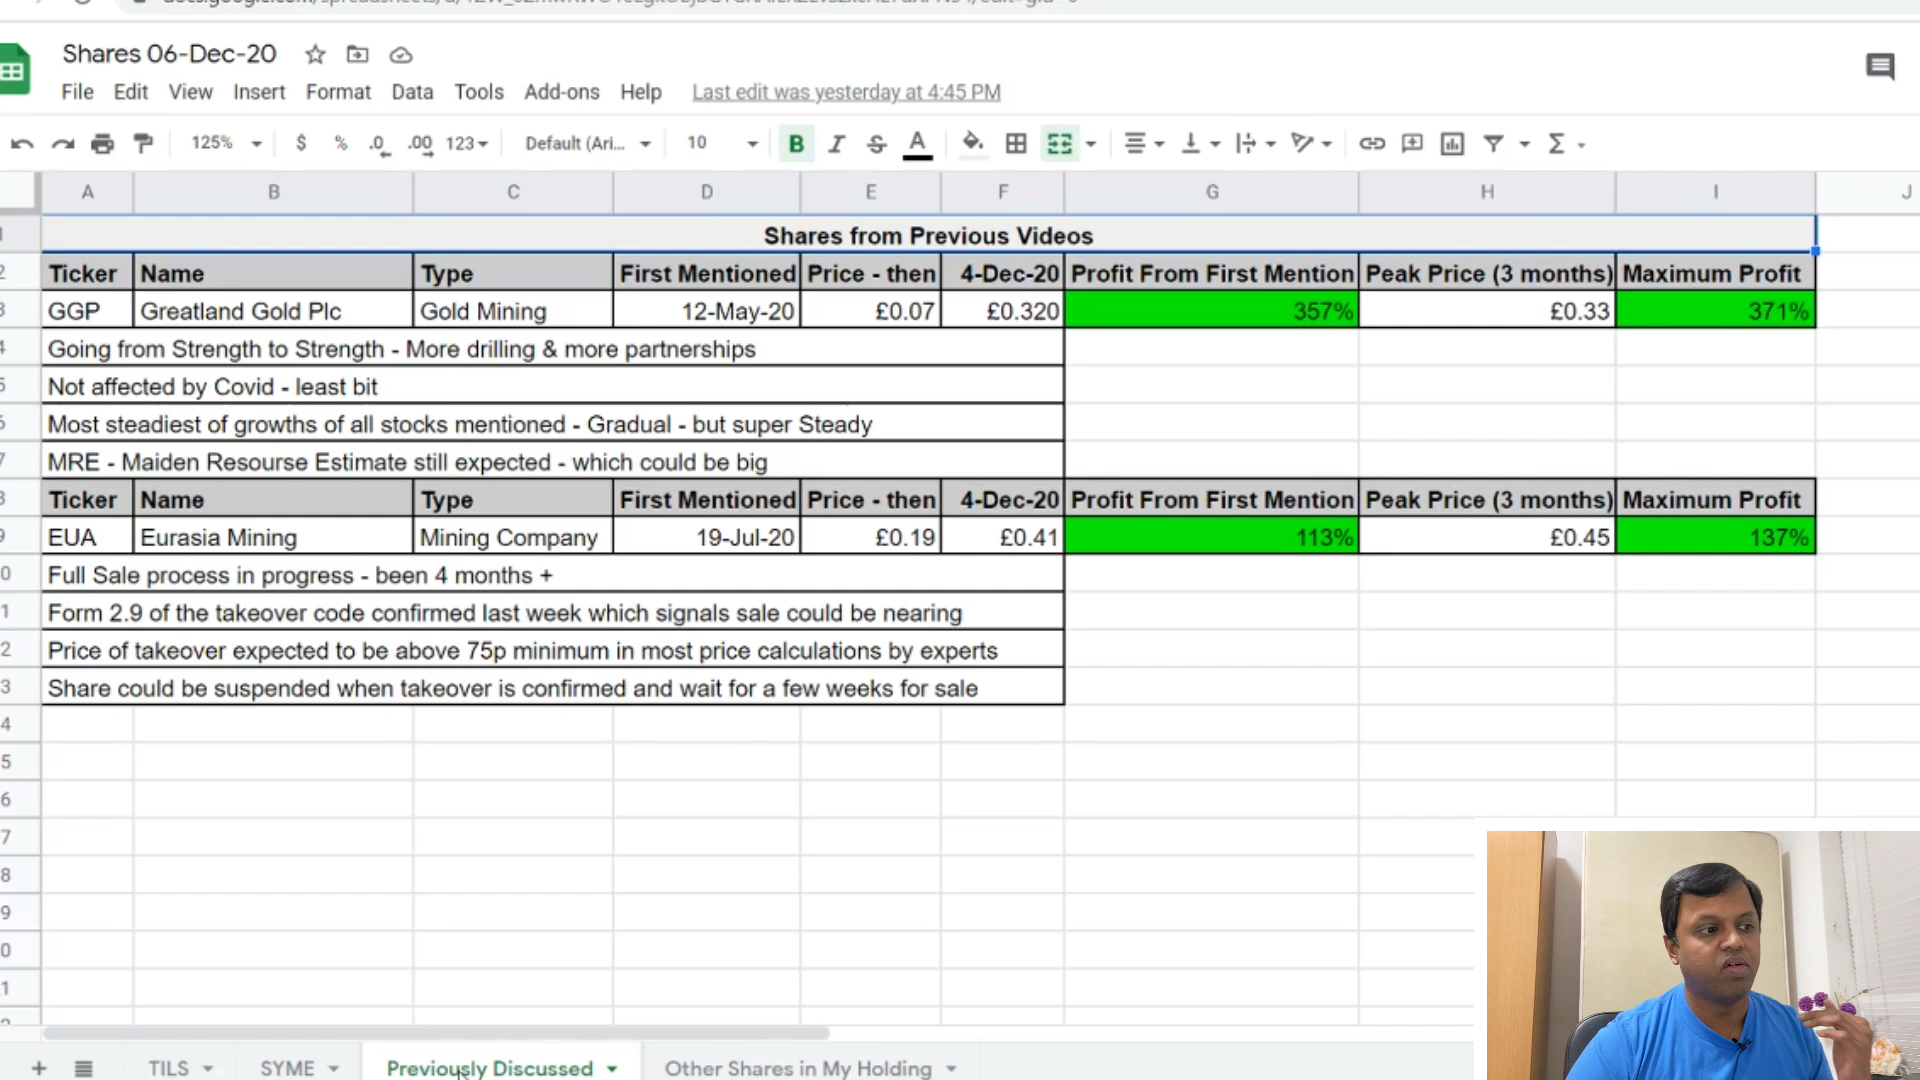 Shares 06-Dec-20
File Edit View Insert Format Data Tools Add-ons Help Last edit was yesterday at 4:45 PM
125% $ % .0 .00 123 Default (Ari... 10 B I S A Σ
A B C D E F G H I J
Shares from Previous Videos
Ticker Name Type First Mentioned Price - then 4-Dec-20 Profit From First Mention Peak Price (3 months) Maximum Profit
GGP Greatland Gold Plc Gold Mining 12-May-20 £0.07 £0.320 357% £0.33 371%
Going from Strength to Strength - More drilling & more partnerships
Not affected by Covid - least bit
Most steadiest of growths of all stocks mentioned - Gradual - but super Steady
MRE - Maiden Resourse Estimate still expected - which could be big
Ticker Name Type First Mentioned Price - then 4-Dec-20 Profit From First Mention Peak Price (3 months) Maximum Profit
EUA Eurasia Mining Mining Company 19-Jul-20 £0.19 £0.41 113% £0.45 137%
Full Sale process in progress - been 4 months +
Form 2.9 of the takeover code confirmed last week which signals sale could be nearing
Price of takeover expected to be above 75p minimum in most price calculations by experts
Share could be suspended when takeover is confirmed and wait for a few weeks for sale
TILS SYME Previously Discussed Other Shares in My Holding